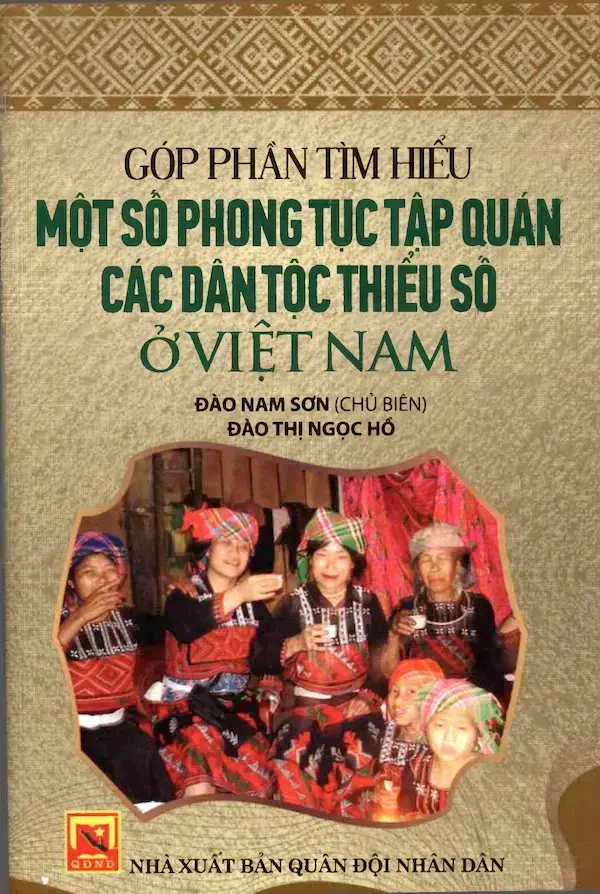 GÓP PHẦN TÌM HIỂU
MỘT SỐ PHONG TỤC TẬP QUÁN
CÁC DÂN TỘC THIỂU SỐ
Ở VIỆT NAM
ĐÀO NAM SƠN (CHỦ BIÊN)
ĐÀO THỊ NGỌC HỒ
QĐND
NHÀ XUẤT BẢN QUÂN ĐỘI NHÂN DÂN